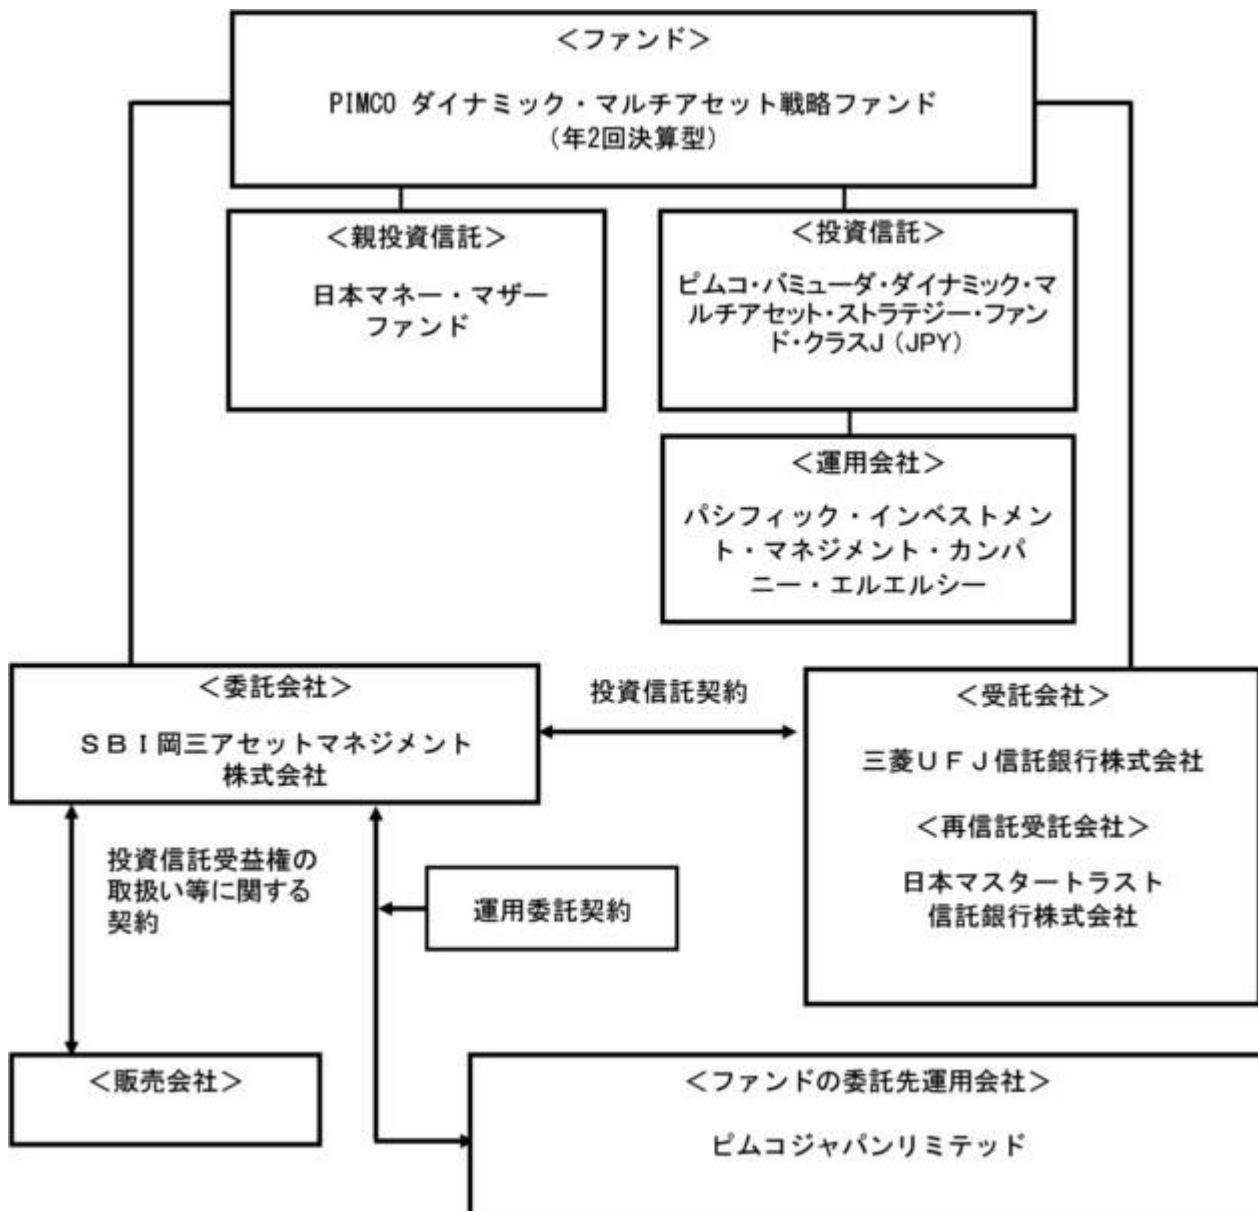 ＜ファンド＞
PIMCO ダイナミック・マルチアセット戦略ファンド
（年2回決算型）
＜親投資信託＞
日本マネー・マザー
ファンド
＜投資信託＞
ピムコ・バミューダ・ダイナミック・マ
ルチアセット・ストラテジー・ファン
ド・クラスJ（JPY）
＜運用会社＞
パシフィック・インベストメン
ト・マネジメント・カンパ
ニー・エルエルシー
＜委託会社＞
ＳＢＩ岡三アセットマネジメント
株式会社
投資信託契約
＜受託会社＞
三菱ＵＦＪ信託銀行株式会社
＜再信託受託会社＞
日本マスタートラスト
信託銀行株式会社
投資信託受益権の
取扱い等に関する
契約
運用委託契約
＜販売会社＞
＜ファンドの委託先運用会社＞
ピムコジャパンリミテッド